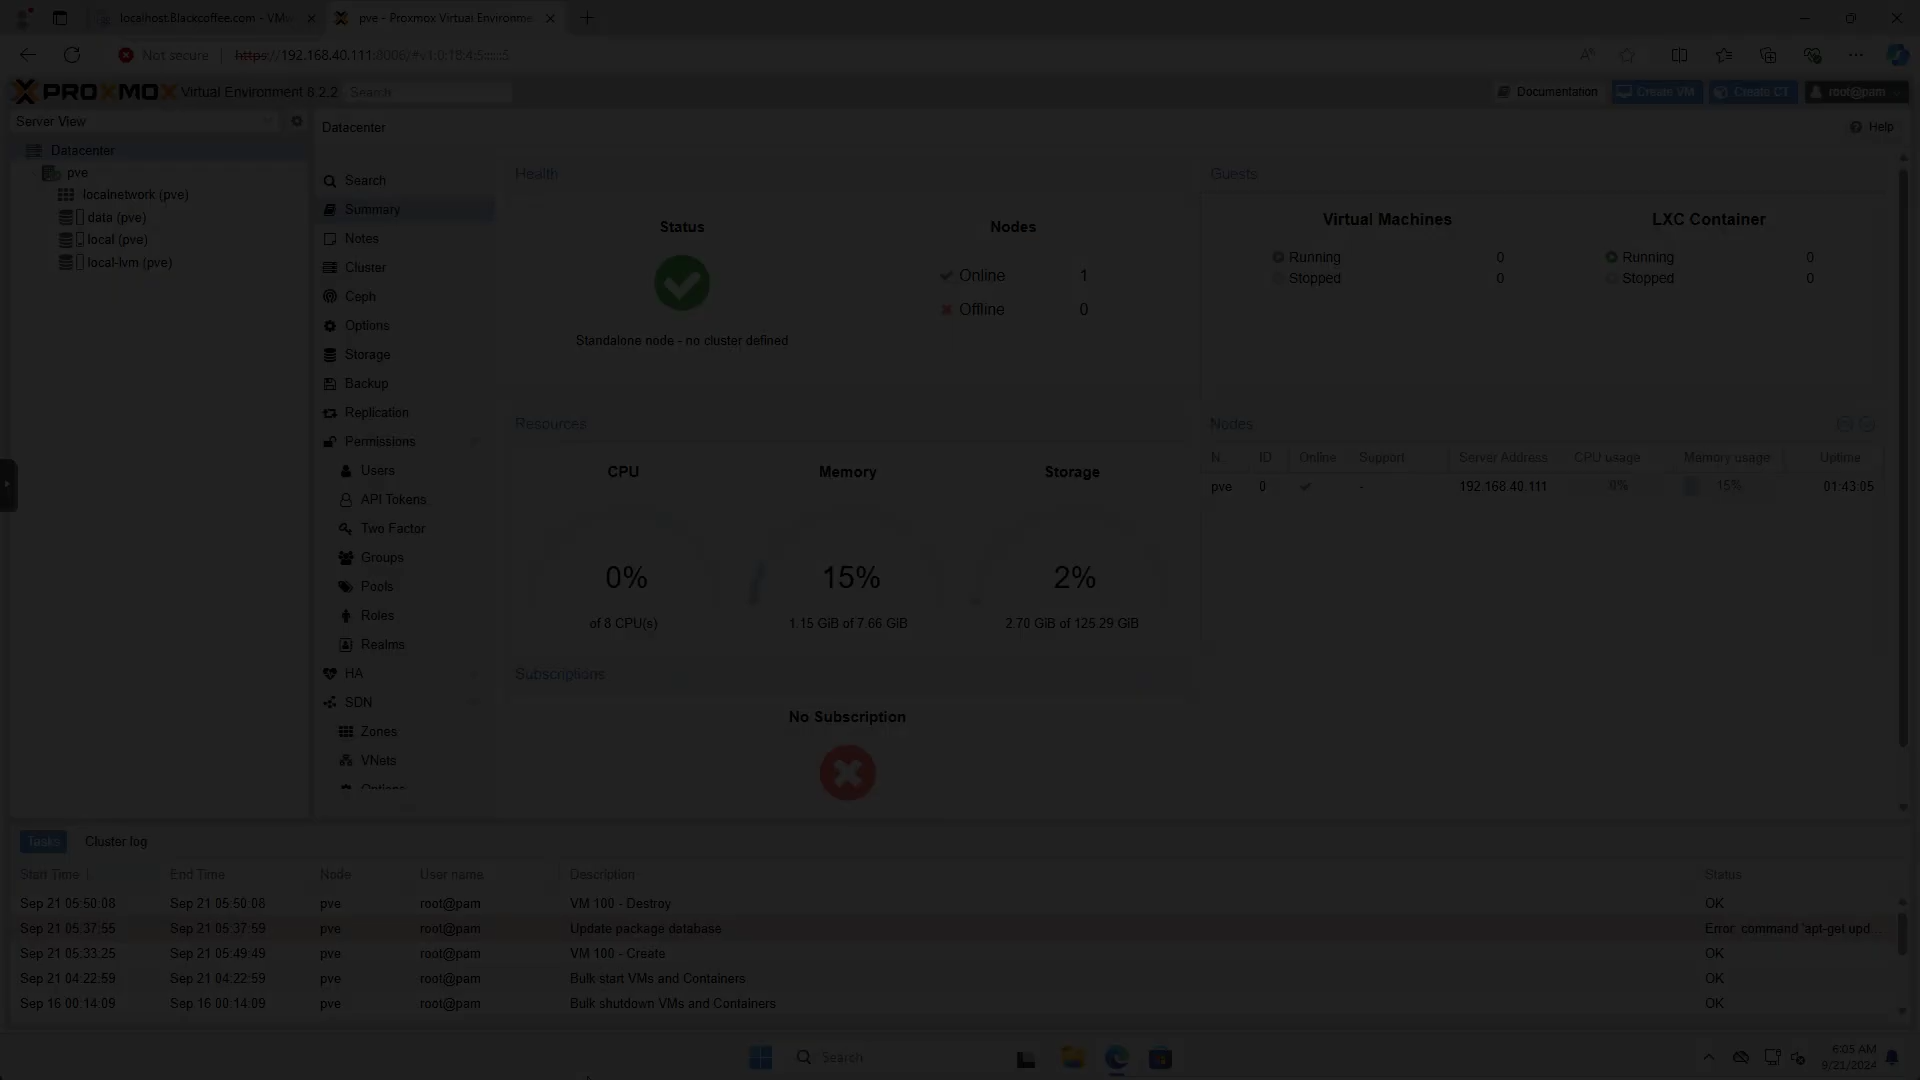 localhost.Blackcoffee.com - VM
pve - Proxmox Virtual Environme
Not secure
https://192.168.40.111:8006/#v1:0:18:4:5::::::5
PROXMOX Virtual Environment 8.2.2
Search
Documentation
Create VM
Create CT
root@pam
Server View
Datacenter
Help
Datacenter
pve
localnetwork (pve)
data (pve)
local (pve)
local-lvm (pve)
Search
Summary
Notes
Cluster
Ceph
Options
Storage
Backup
Replication
Permissions
Users
API Tokens
Two Factor
Groups
Pools
Roles
Realms
HA
SDN
Zones
VNets
Options
Health
Status
Nodes
Online 1
Offline 0
Standalone node - no cluster defined
Guests
Virtual Machines
LXC Container
Running 0
Running 0
Stopped 0
Stopped 0
Resources
CPU
Memory
Storage
0%
15%
2%
of 8 CPU(s)
1.15 GiB of 7.66 GiB
2.70 GiB of 125.29 GiB
Nodes
N... ID Online Support Server Address CPU usage Memory usage Uptime
pve 0 - 192.168.40.111 0% 15% 01:43:05
Subscriptions
No Subscription
Tasks
Cluster log
Start Time End Time Node User name Description Status
Sep 21 05:50:08 Sep 21 05:50:08 pve root@pam VM 100 - Destroy OK
Sep 21 05:37:55 Sep 21 05:37:59 pve root@pam Update package database Error: command 'apt-get upd...
Sep 21 05:33:25 Sep 21 05:49:49 pve root@pam VM 100 - Create OK
Sep 21 04:22:59 Sep 21 04:22:59 pve root@pam Bulk start VMs and Containers OK
Sep 16 00:14:09 Sep 16 00:14:09 pve root@pam Bulk shutdown VMs and Containers OK
Search
6:05 AM
9/21/2024